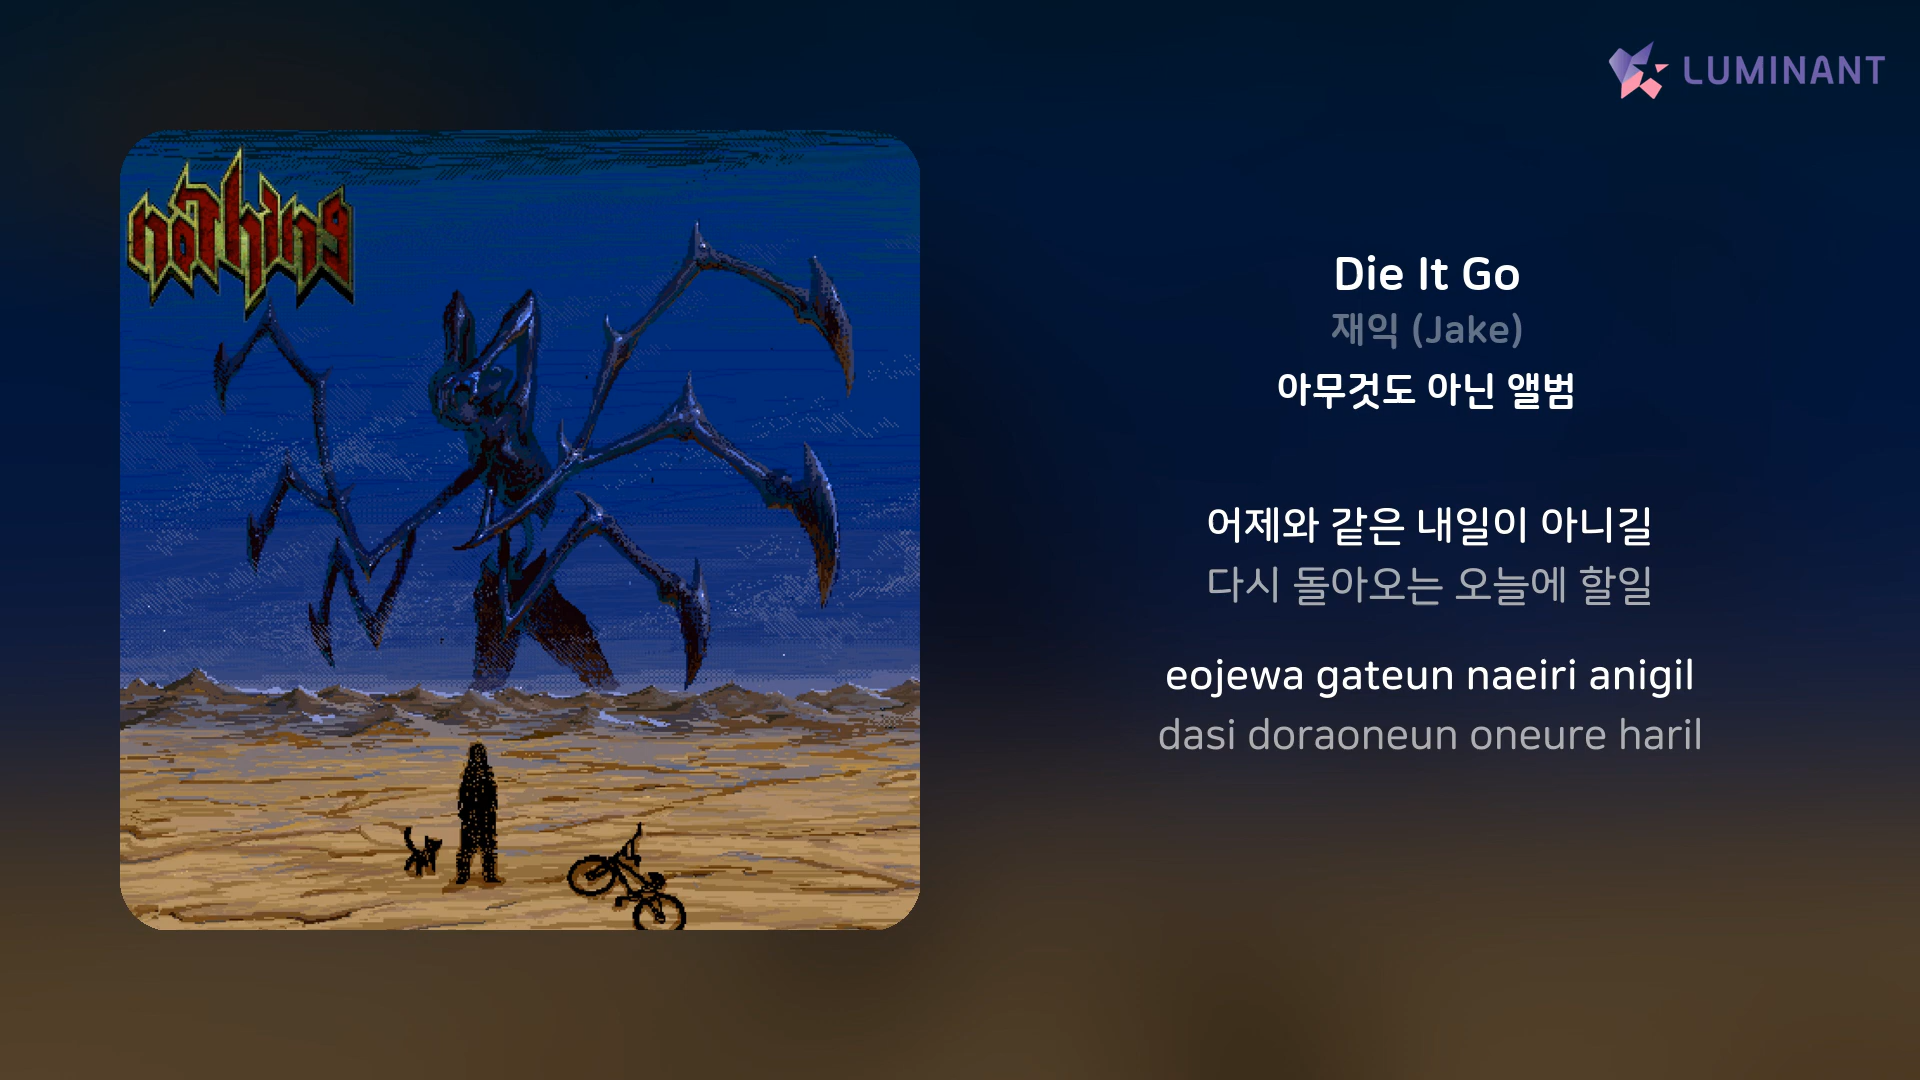 LUMINANT
nothing
Die It Go
재익 (Jake)
아무것도 아닌 앨범
어제와 같은 내일이 아니길
다시 돌아오는 오늘에 할일
eojewa gateun naeiri anigil
dasi doraoneun oneure haril